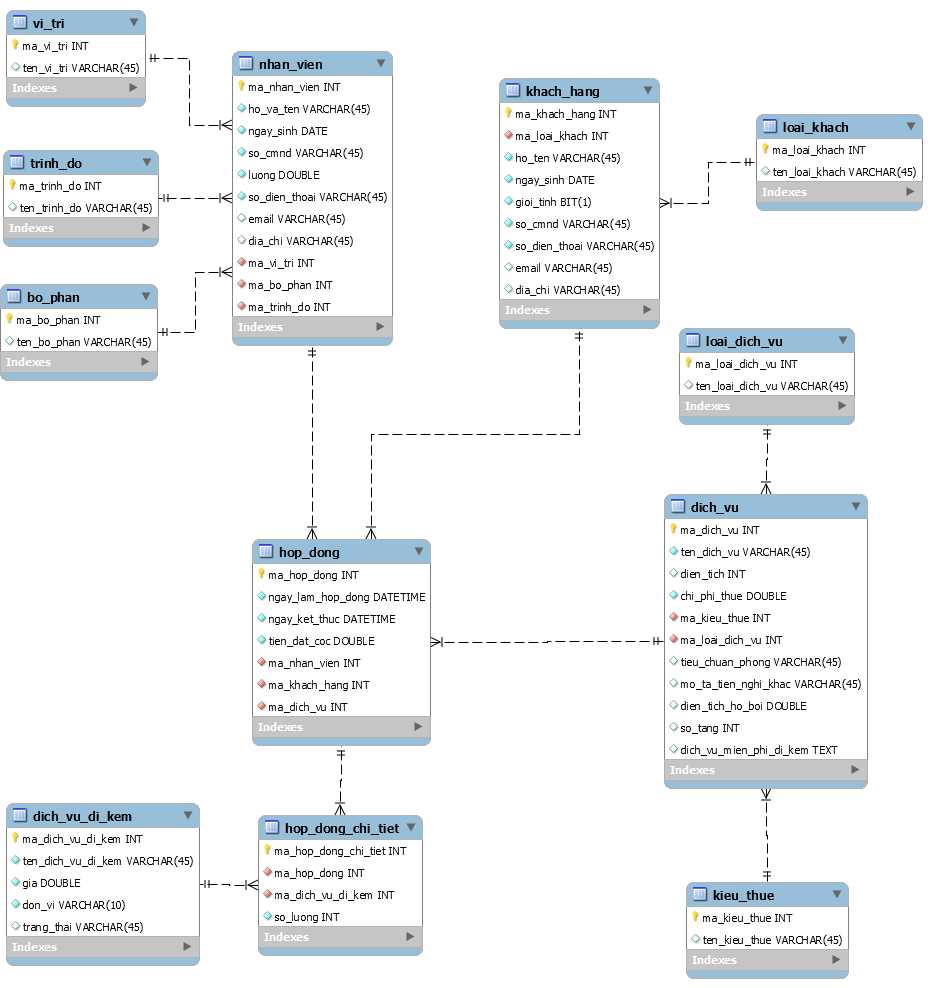 vi_tri
ma_vi_tri INT
ten_vi_tri VARCHAR(45)
Indexes
trinh_do
ma_trinh_do INT
ten_trinh_do VARCHAR(45)
Indexes
bo_phan
ma_bo_phan INT
ten_bo_phan VARCHAR(45)
Indexes
nhan_vien
ma_nhan_vien INT
ho_va_ten VARCHAR(45)
ngay_sinh DATE
so_cmnd VARCHAR(45)
luong DOUBLE
so_dien_thoai VARCHAR(45)
email VARCHAR(45)
dia_chi VARCHAR(45)
ma_vi_tri INT
ma_bo_phan INT
ma_trinh_do INT
Indexes
khach_hang
ma_khach_hang INT
ma_loai_khach INT
ho_ten VARCHAR(45)
ngay_sinh DATE
gioi_tinh BIT(1)
so_cmnd VARCHAR(45)
so_dien_thoai VARCHAR(45)
email VARCHAR(45)
dia_chi VARCHAR(45)
Indexes
loai_khach
ma_loai_khach INT
ten_loai_khach VARCHAR(45)
Indexes
loai_dich_vu
ma_loai_dich_vu INT
ten_loai_dich_vu VARCHAR(45)
Indexes
hop_dong
ma_hop_dong INT
ngay_lam_hop_dong DATETIME
ngay_ket_thuc DATETIME
tien_dat_coc DOUBLE
ma_nhan_vien INT
ma_khach_hang INT
ma_dich_vu INT
Indexes
dich_vu
ma_dich_vu INT
ten_dich_vu VARCHAR(45)
dien_tich INT
chi_phi_thue DOUBLE
ma_kieu_thue INT
ma_loai_dich_vu INT
tieu_chuan_phong VARCHAR(45)
mo_ta_tien_nghi_khac VARCHAR(45)
dien_tich_ho_boi DOUBLE
so_tang INT
dich_vu_mien_phi_di_kem TEXT
Indexes
dich_vu_di_kem
ma_dich_vu_di_kem INT
ten_dich_vu_di_kem VARCHAR(45)
gia DOUBLE
don_vi VARCHAR(10)
trang_thai VARCHAR(45)
Indexes
hop_dong_chi_tiet
ma_hop_dong_chi_tiet INT
ma_hop_dong INT
ma_dich_vu_di_kem INT
so_luong INT
Indexes
kieu_thue
ma_kieu_thue INT
ten_kieu_thue VARCHAR(45)
Indexes